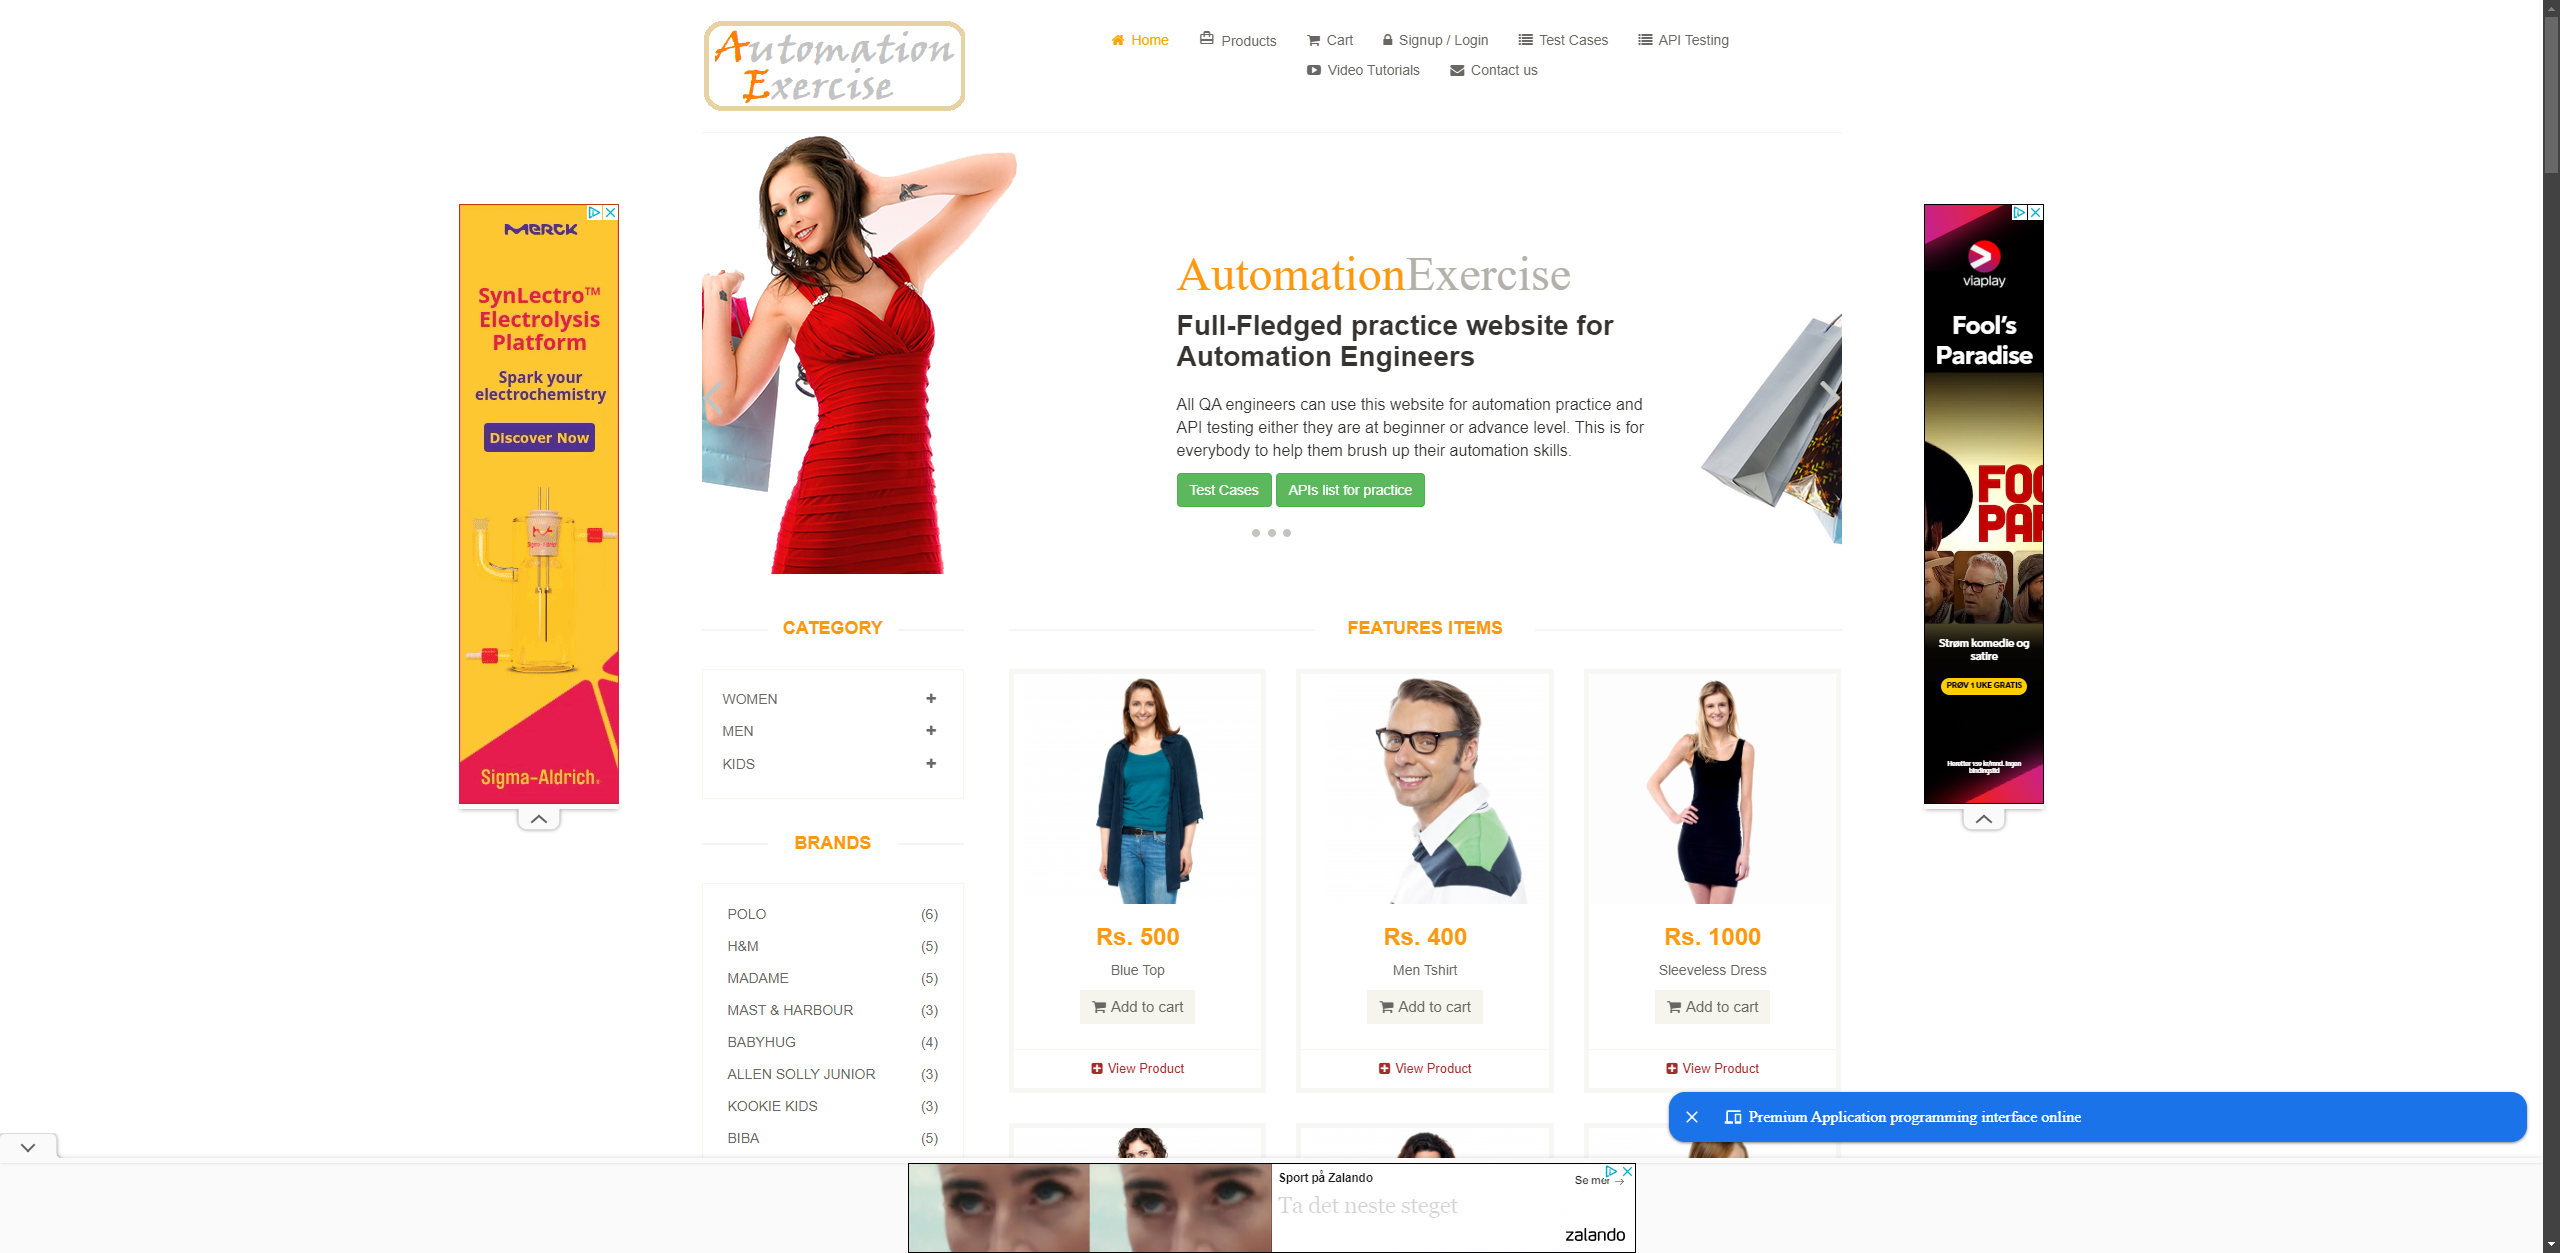 Automation
Exercise
Home
Products
Cart
Signup / Login
Test Cases
API Testing
Video Tutorials
Contact us
MERCK
SynLectro™
Electrolysis
Platform
Spark your
electrochemistry
Discover Now
Sigma-Aldrich
Sigma-Aldrich®
AutomationExercise
Full-Fledged practice website for
Automation Engineers
All QA engineers can use this website for automation practice and
API testing either they are at beginner or advance level. This is for
everybody to help them brush up their automation skills.
Test Cases
APIs list for practice
viaplay
Fool's
Paradise
FOO
PAR
Strøm komedie og
satire
PRØV 1 UKE GRATIS
Heretter 159 kr/mnd. Ingen
bindingstid
CATEGORY
WOMEN
MEN
KIDS
BRANDS
POLO (6)
H&M (5)
MADAME (5)
MAST & HARBOUR (3)
BABYHUG (4)
ALLEN SOLLY JUNIOR (3)
KOOKIE KIDS (3)
BIBA (5)
FEATURES ITEMS
Rs. 500
Blue Top
Add to cart
View Product
Rs. 400
Men Tshirt
Add to cart
View Product
Rs. 1000
Sleeveless Dress
Add to cart
View Product
Premium Application programming interface online
Sport på Zalando
Se mer →
Ta det neste steget
zalando